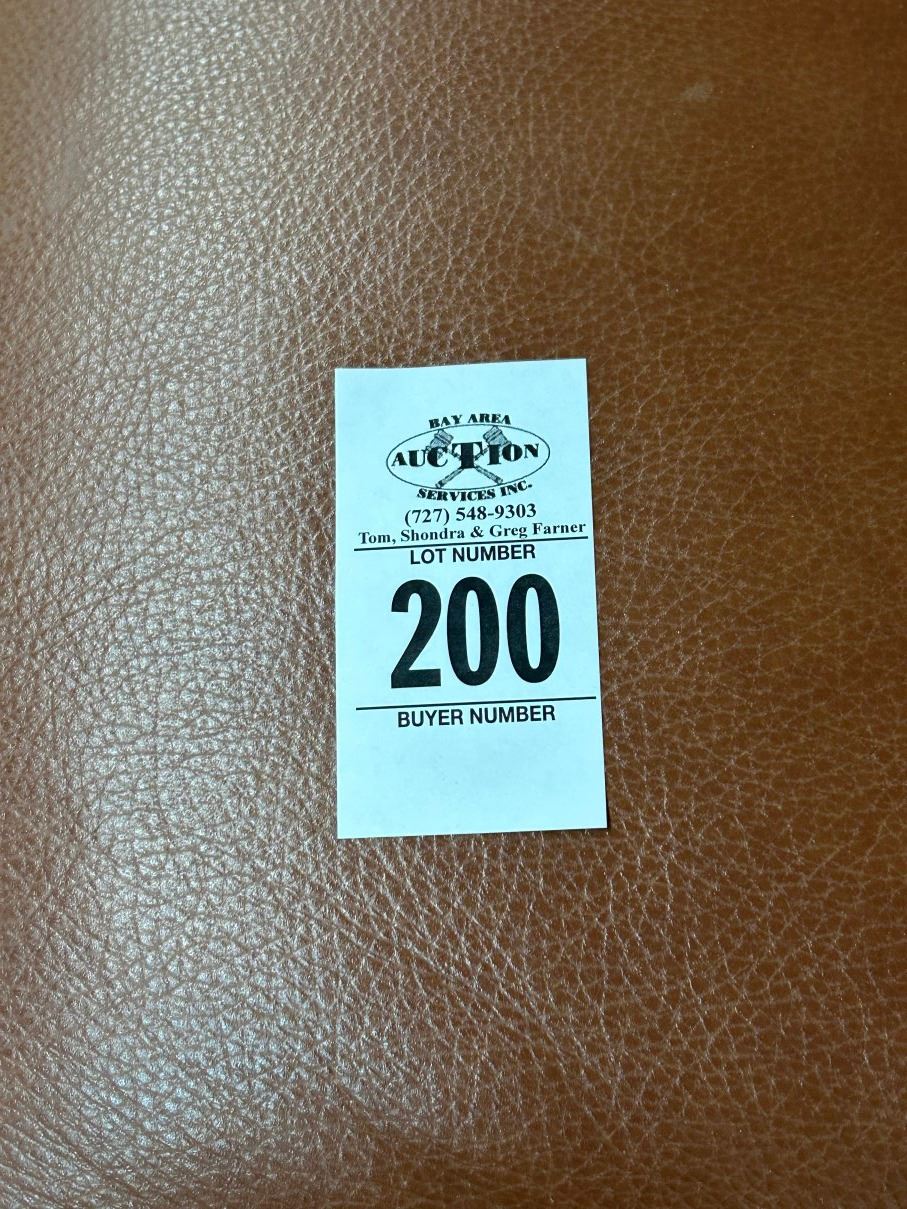 BAY AREA
AUCTION
SERVICES INC.
(727) 548-9303
Tom, Shondra & Greg Farner
LOT NUMBER
200
BUYER NUMBER